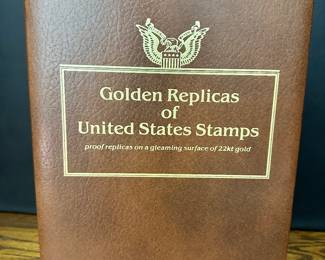 Golden Replicas
of
United States Stamps
proof replicas on a gleaming surface of 22kt gold